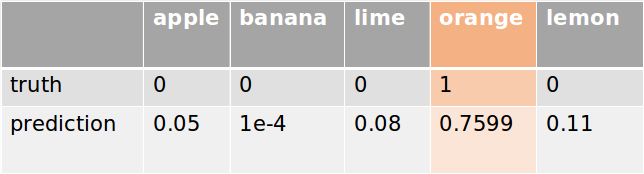 apple banana lime orange lemon
truth 0 0 0 1 0
prediction 0.05 1e-4 0.08 0.7599 0.11